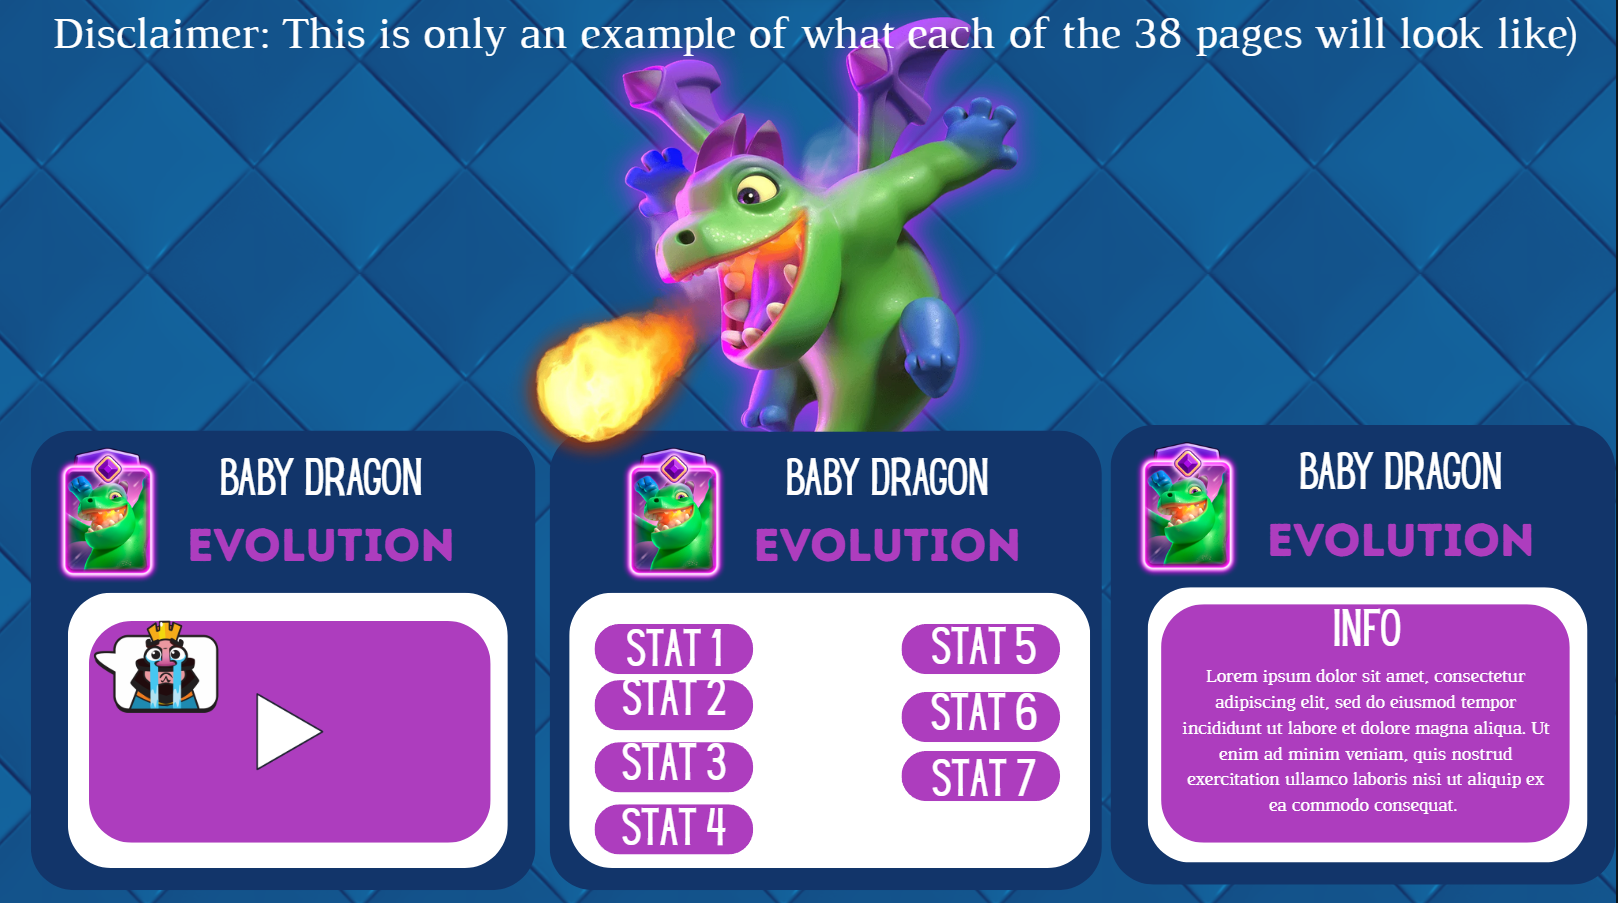 Disclaimer: This is only an example of what each of the 38 pages will look like)
BABY DRAGON
EVOLUTION
BABY DRAGON
EVOLUTION
STAT 1
STAT 2
STAT 3
STAT 4
STAT 5
STAT 6
STAT 7
BABY DRAGON
EVOLUTION
INFO
Lorem ipsum dolor sit amet, consectetur
adipiscing elit, sed do eiusmod tempor
incididunt ut labore et dolore magna aliqua. Ut
enim ad minim veniam, quis nostrud
exercitation ullamco laboris nisi ut aliquip ex
ea commodo consequat.